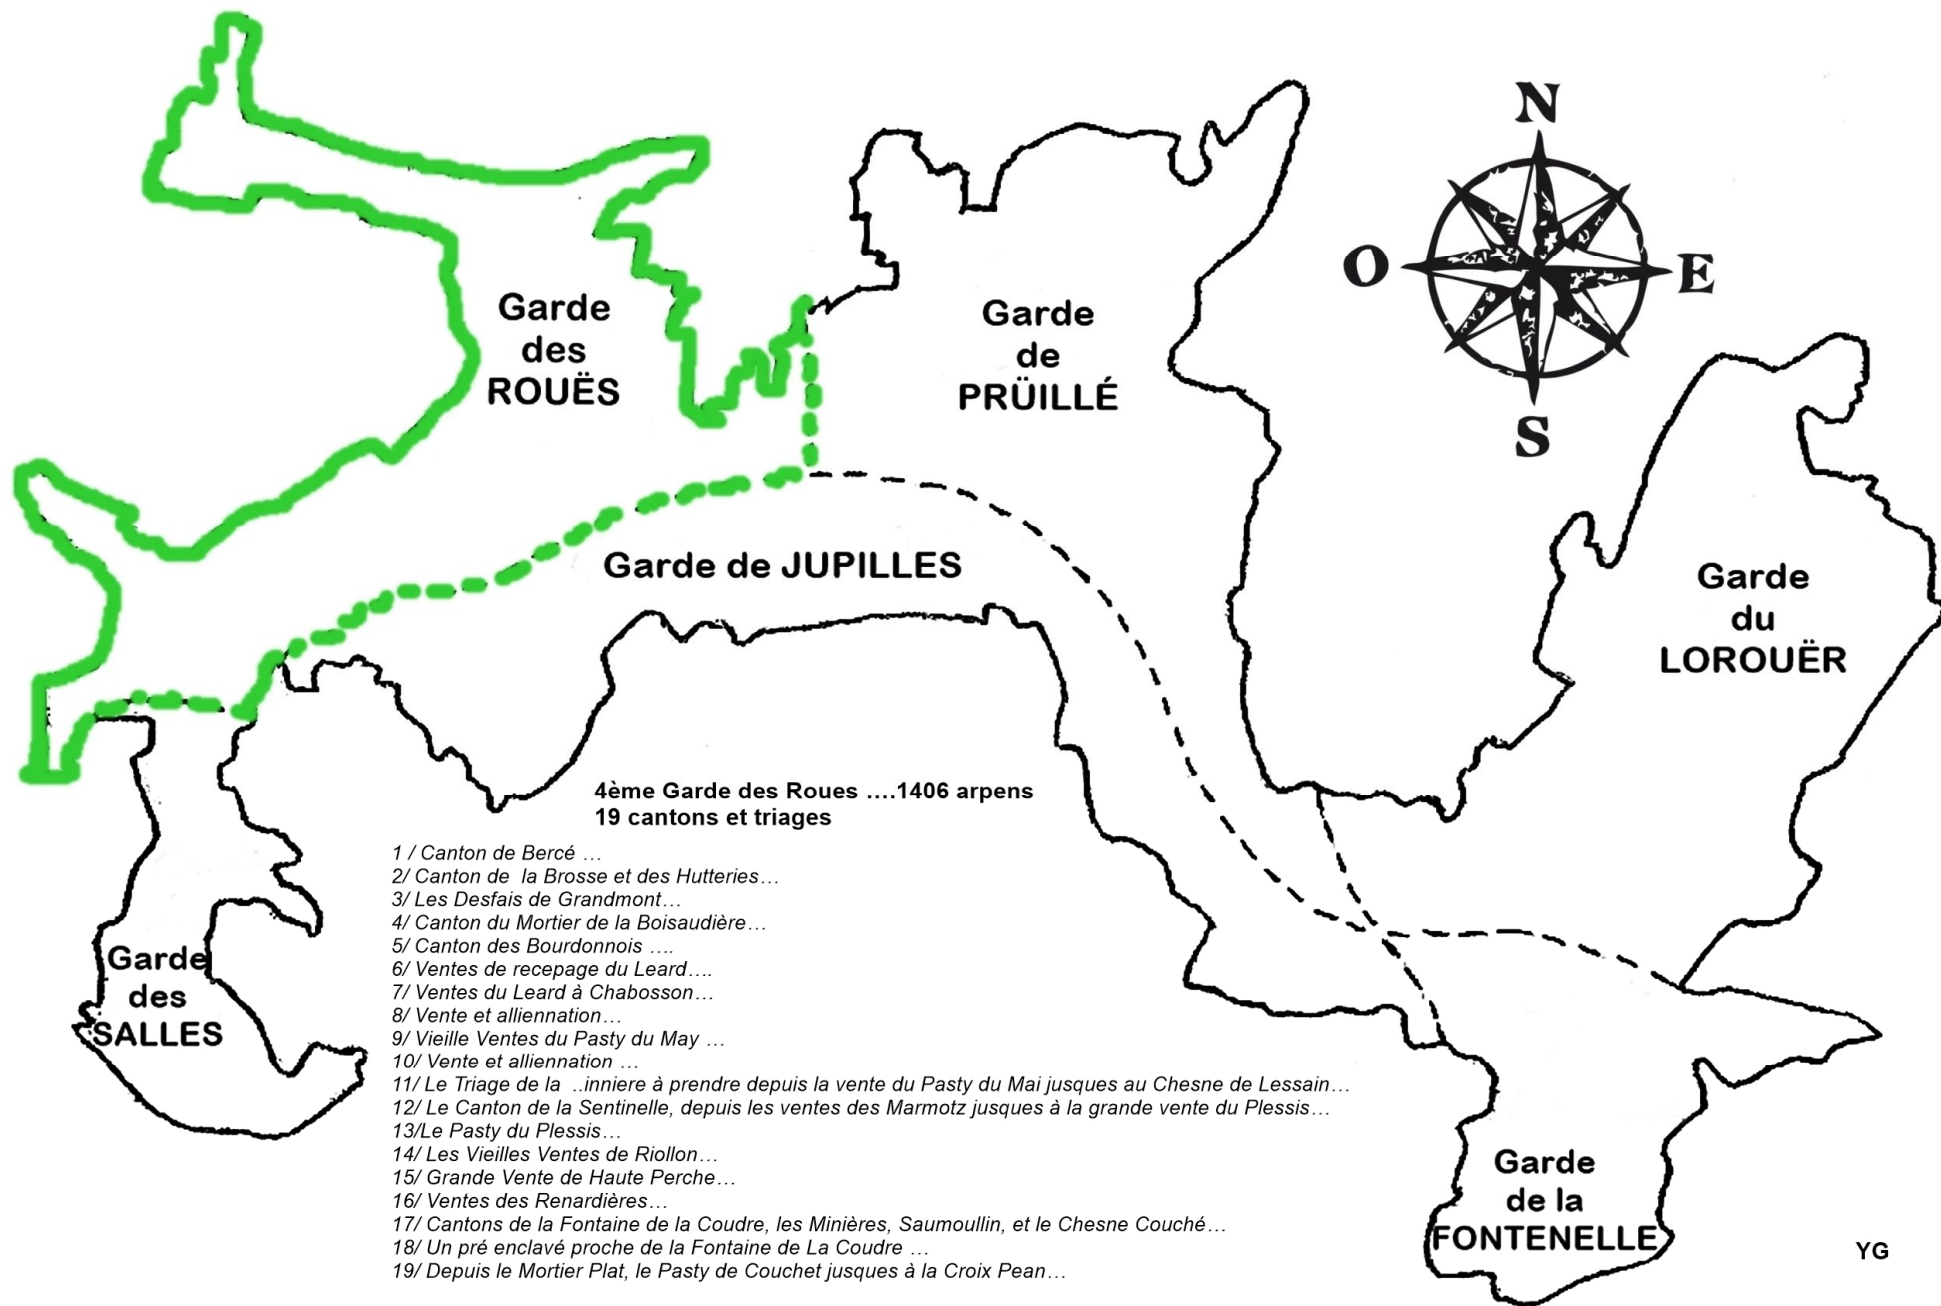 N
O
E
S
Garde
des
ROUËS
Garde
de
PRÜILLÉ
Garde de JUPILLES
Garde
du
LOROUËR
Garde
des
SALLES
Garde
de la
FONTENELLE
4ème Garde des Roues ....1406 arpens
19 cantons et triages
1 / Canton de Bercé ...
2/ Canton de  la Brosse et des Hutteries...
3/ Les Desfais de Grandmont...
4/ Canton du Mortier de la Boisaudière...
5/ Canton des Bourdonnois ....
6/ Ventes de recepage du Leard....
7/ Ventes du Leard à Chabosson...
8/ Vente et alliennation...
9/ Vieille Ventes du Pasty du May ...
10/ Vente et alliennation ...
11/ Le Triage de la  ..inniere à prendre depuis la vente du Pasty du Mai jusques au Chesne de Lessain...
12/ Le Canton de la Sentinelle, depuis les ventes des Marmotz jusques à la grande vente du Plessis...
13/Le Pasty du Plessis...
14/ Les Vieilles Ventes de Riollon...
15/ Grande Vente de Haute Perche...
16/ Ventes des Renardières...
17/ Cantons de la Fontaine de la Coudre, les Minières, Saumoullin, et le Chesne Couché...
18/ Un pré enclavé proche de la Fontaine de La Coudre ...
19/ Depuis le Mortier Plat, le Pasty de Couchet jusques à la Croix Pean...
YG